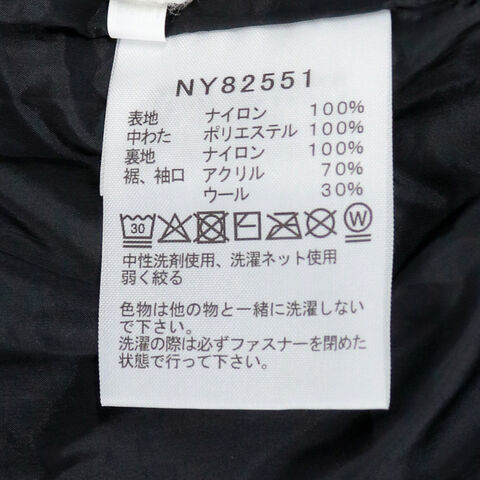 NY82551
表地 ナイロン 100%
中わた ポリエステル 100%
裏地 ナイロン 100%
裾、袖口 アクリル 70%
ウール 30%
30 W
中性洗剤使用、洗濯ネット使用
弱く絞る
色物は他の物と一緒に洗濯しない
で下さい。
洗濯の際は必ずファスナーを閉めた
状態で行って下さい。